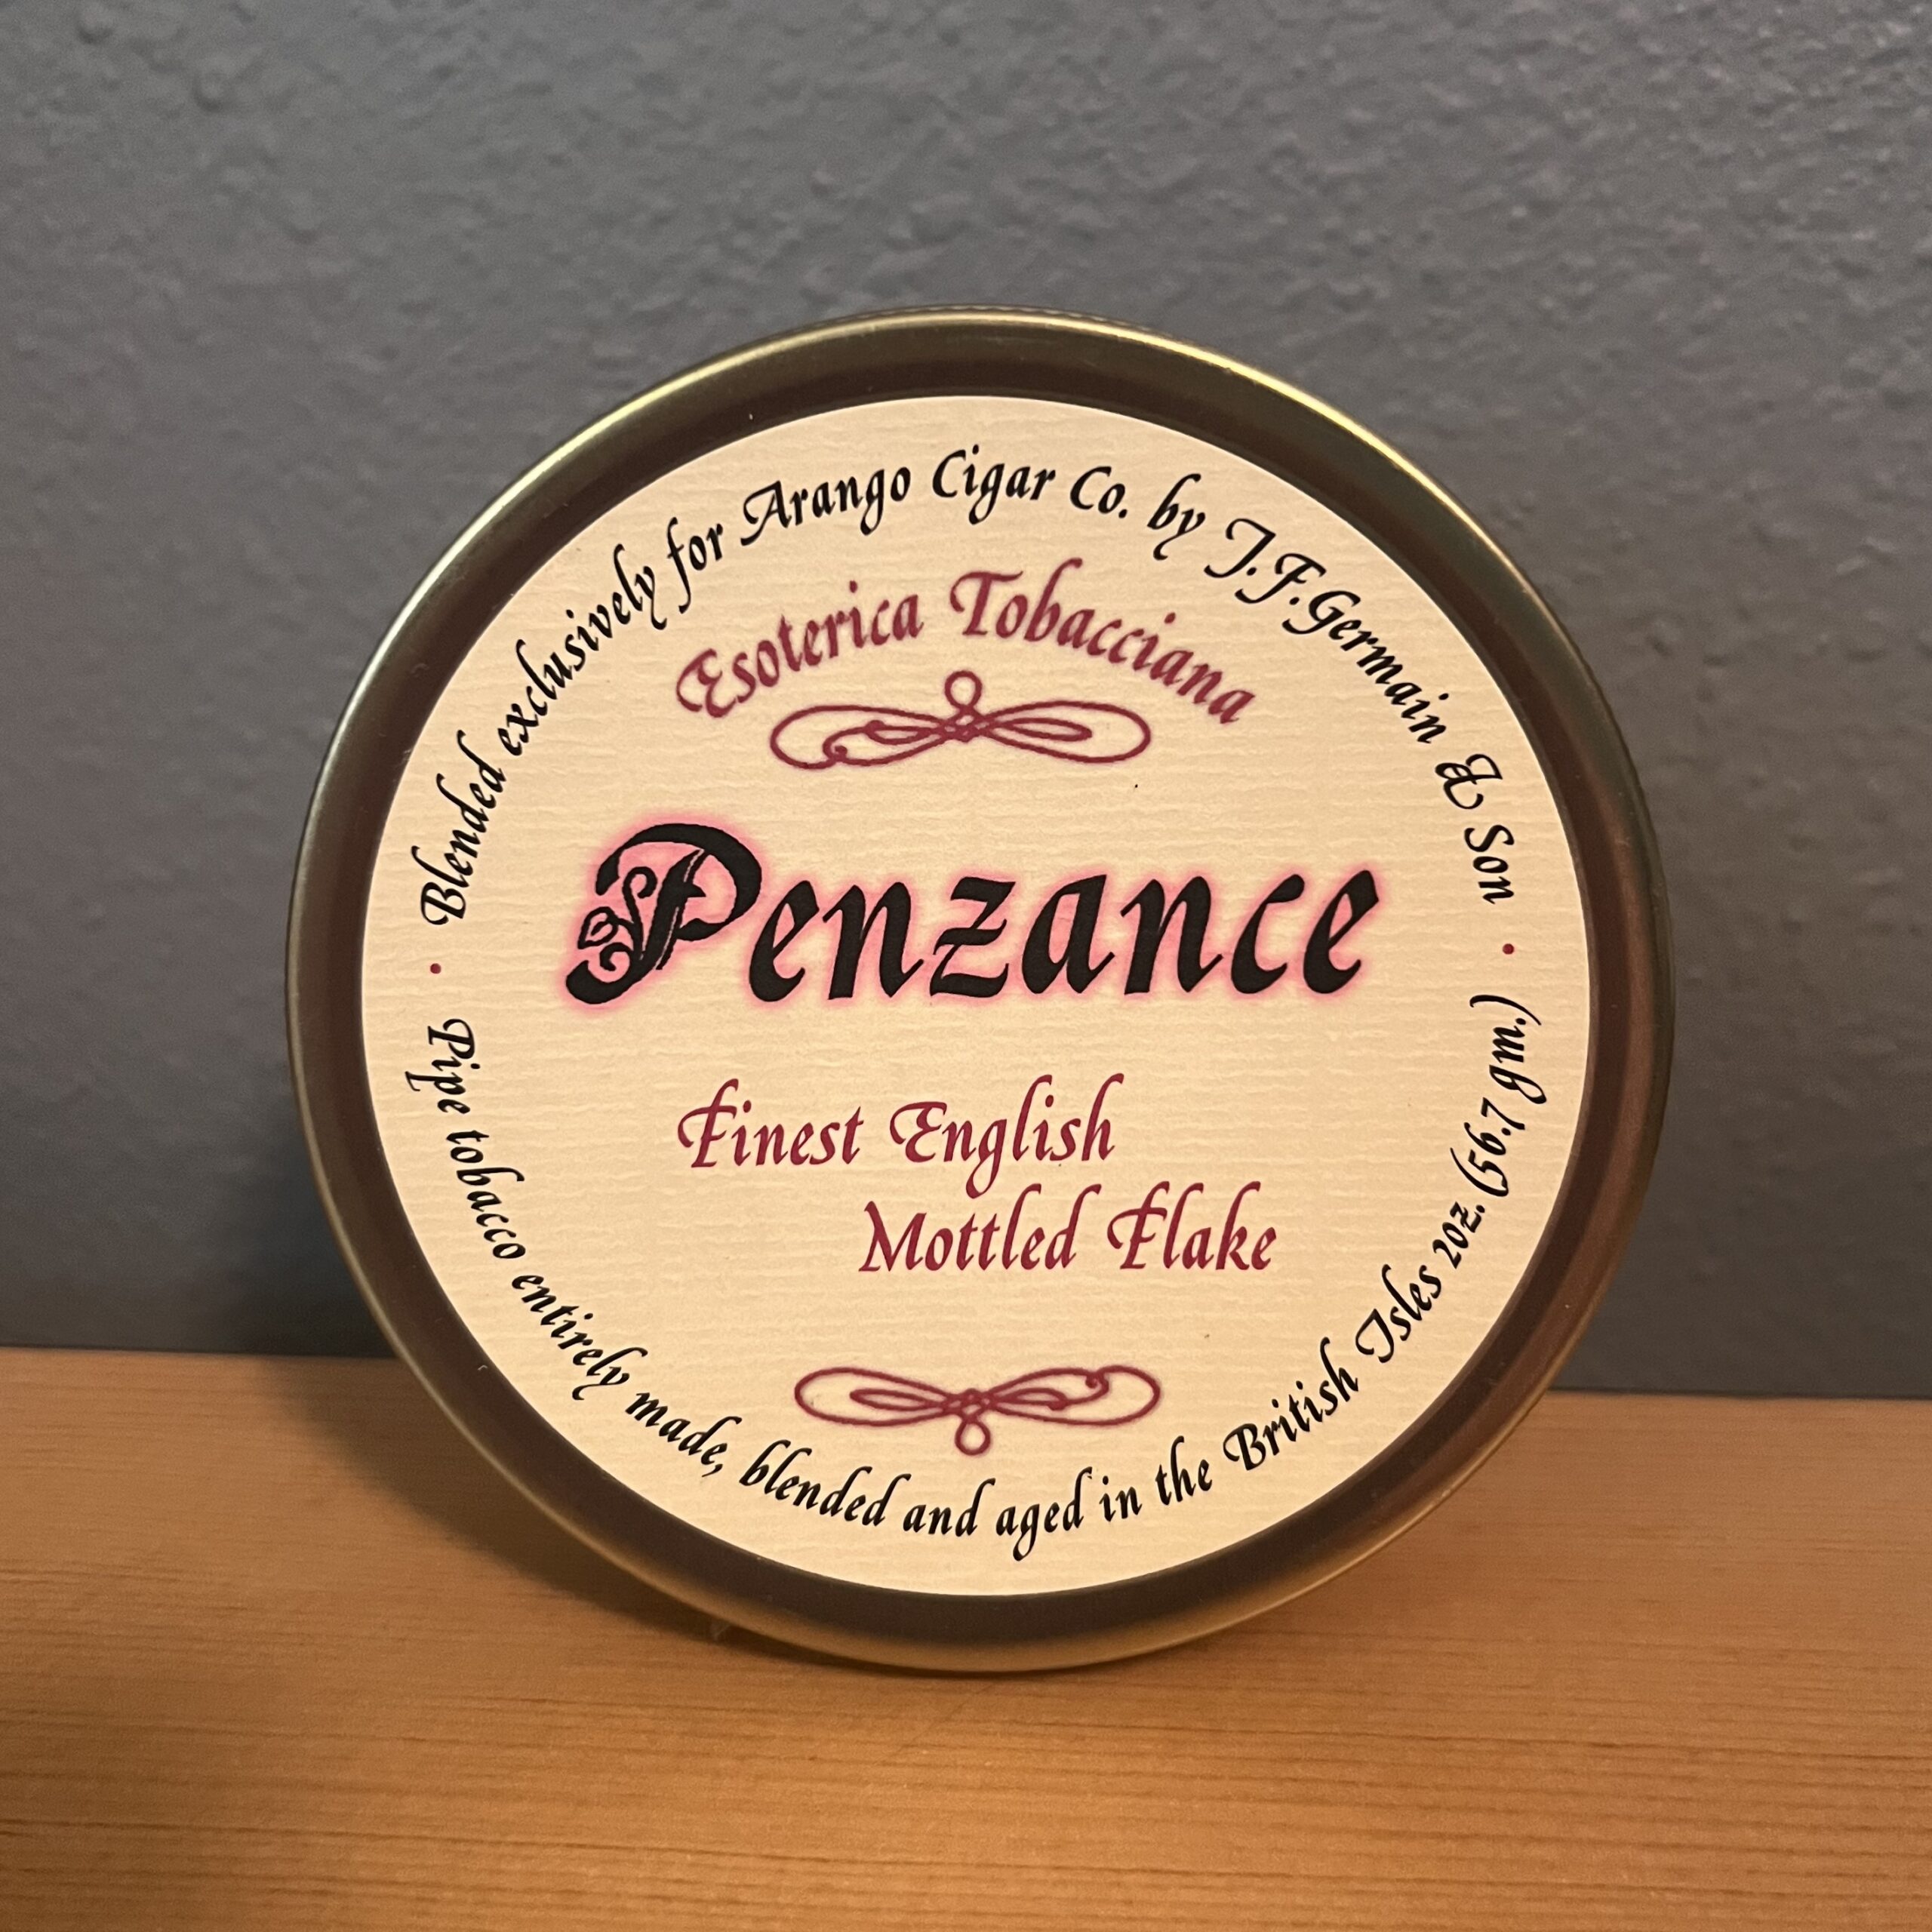 Blended exclusively for Arango Cigar Co. by J.F.Germain & Son
Esoterica Tobacciana
Penzance
Finest English
Mottled Flake
Pipe tobacco entirely made, blended and aged in the British Isles 2oz. (56.7 gm.)